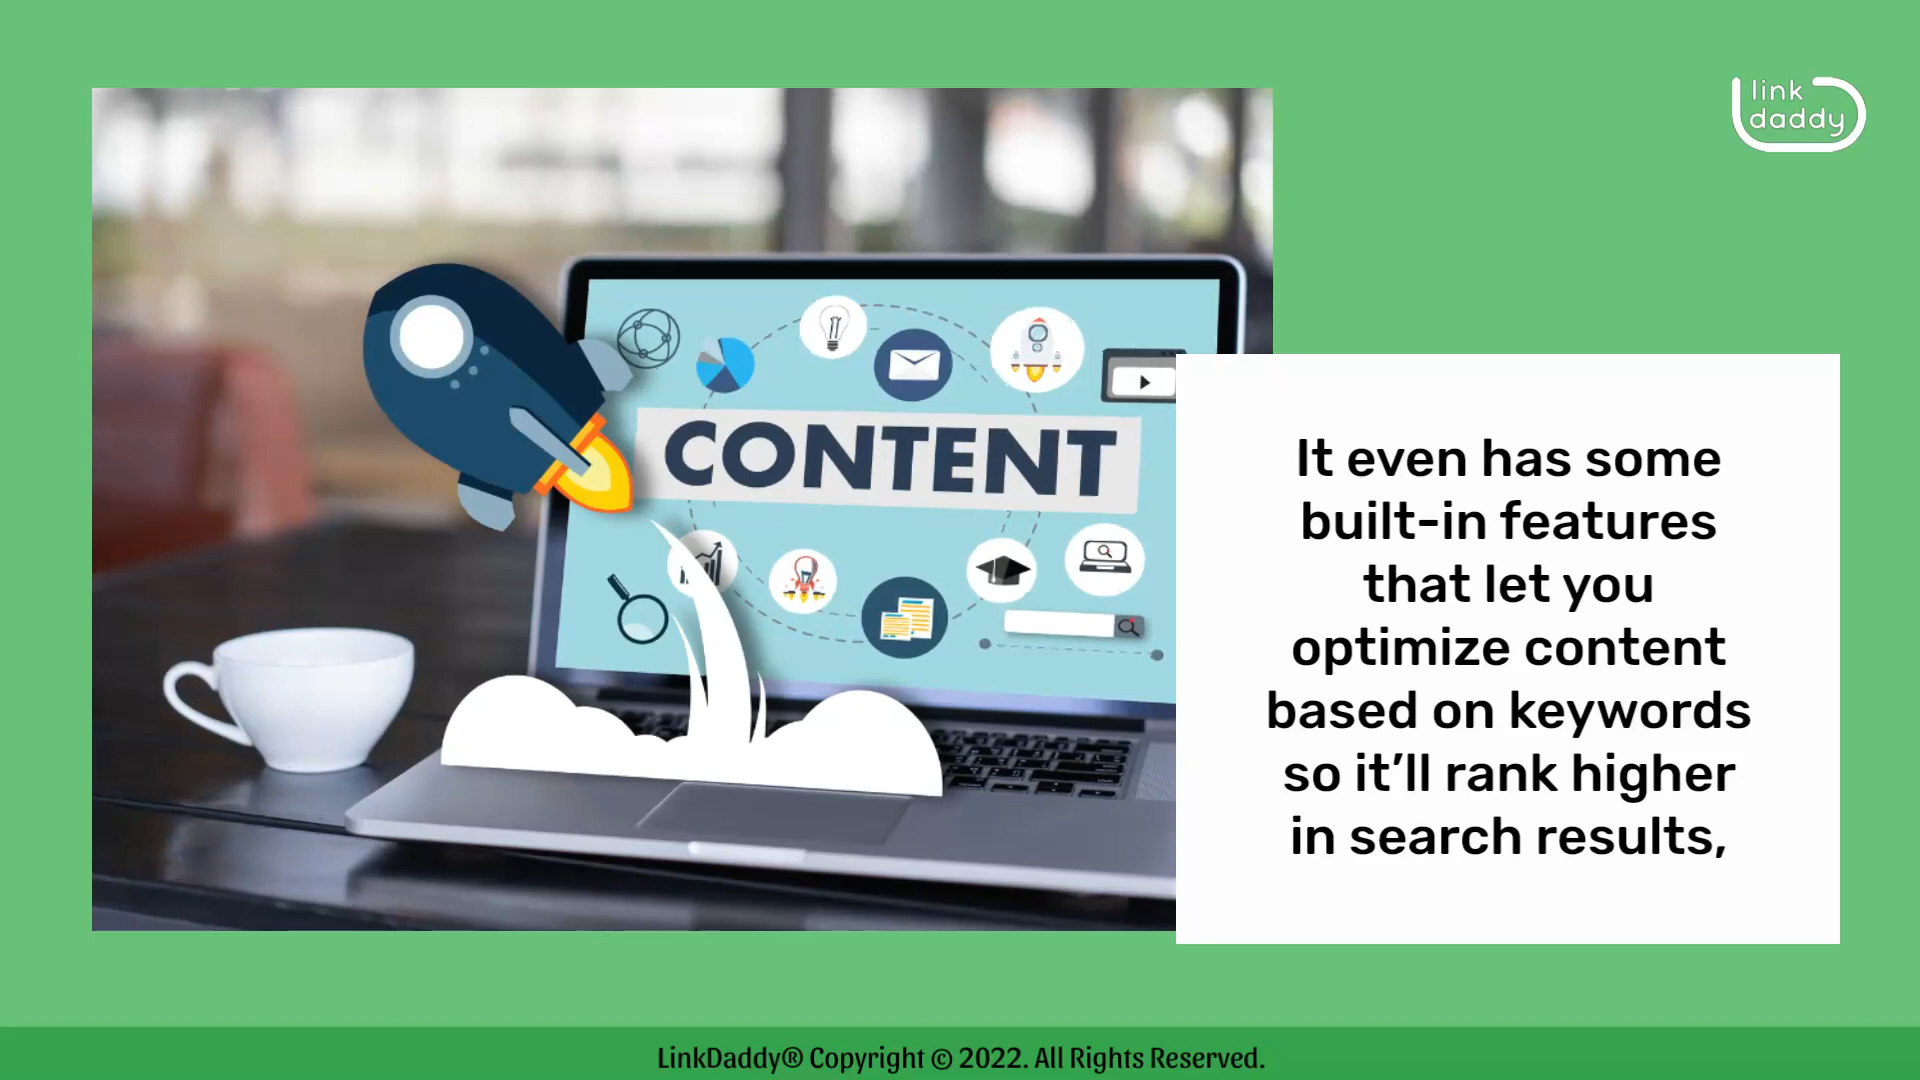 link
daddy
CONTENT
It even has some
built-in features
that let you
optimize content
based on keywords
so it’ll rank higher
in search results,
LinkDaddy® Copyright © 2022. All Rights Reserved.